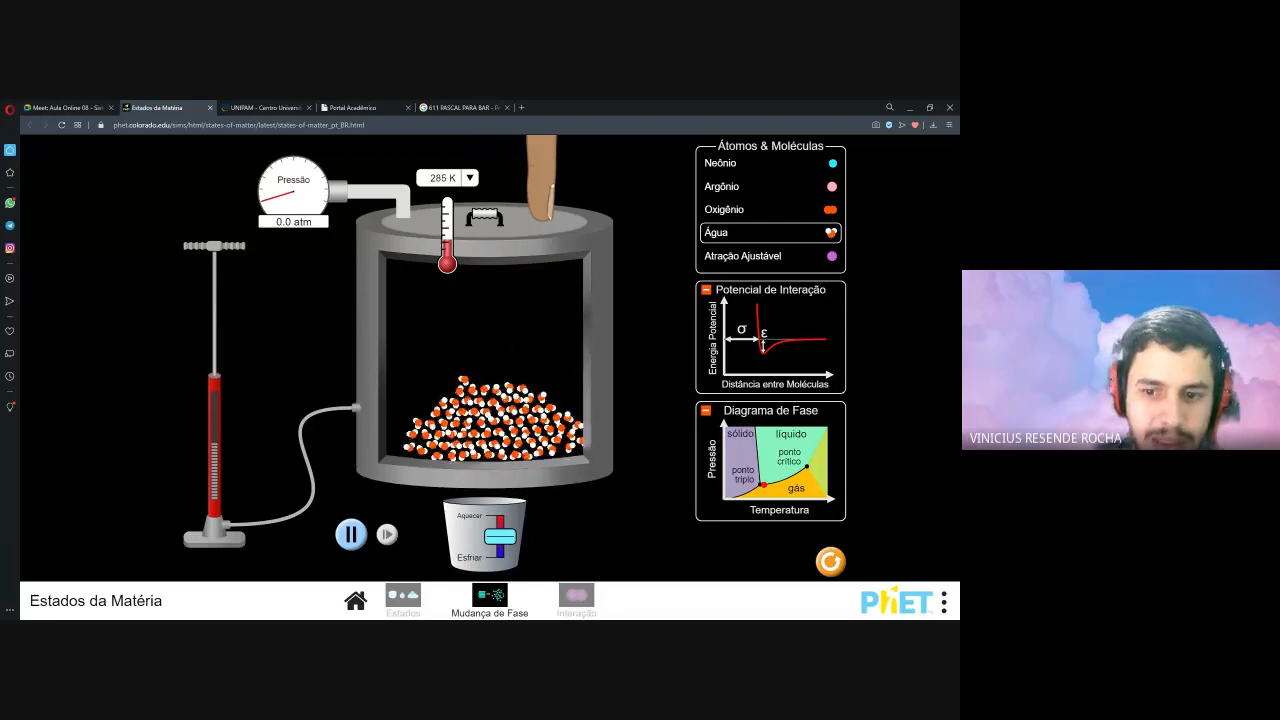 Meet: Aula Online 08 - Sis
Estados da Matéria
UNIPAM - Centro Universit
Portal Acadêmico
611 PASCAL PARA BAR - Pe
phet.colorado.edu/sims/html/states-of-matter/latest/states-of-matter_pt_BR.html
Pressão
0.0 atm
285 K
Átomos & Moléculas
Neônio
Argônio
Oxigênio
Água
Atração Ajustável
Potencial de Interação
Energia Potencial
σ
ε
Distância entre Moléculas
Diagrama de Fase
Pressão
sólido
líquido
ponto
crítico
ponto
triplo
gás
Temperatura
Aquecer
Esfriar
Estados da Matéria
Estados
Mudança de Fase
Interação
PhET
VINICIUS RESENDE ROCHA